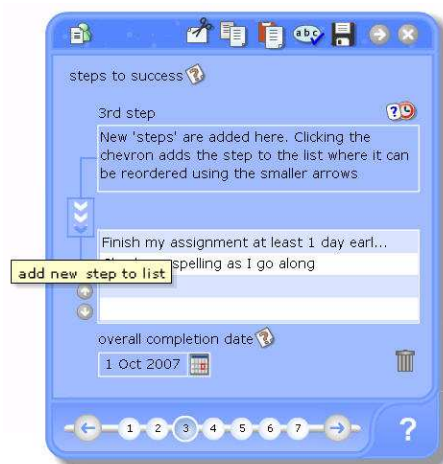 abc
steps to success
3rd step
New 'steps' are added here. Clicking the
chevron adds the step to the list where it can
be reordered using the smaller arrows
Finish my assignment at least 1 day earl...
spelling as I go along
add new step to list
overall completion date
1 Oct 2007
1 2 3 4 5 6 7
?